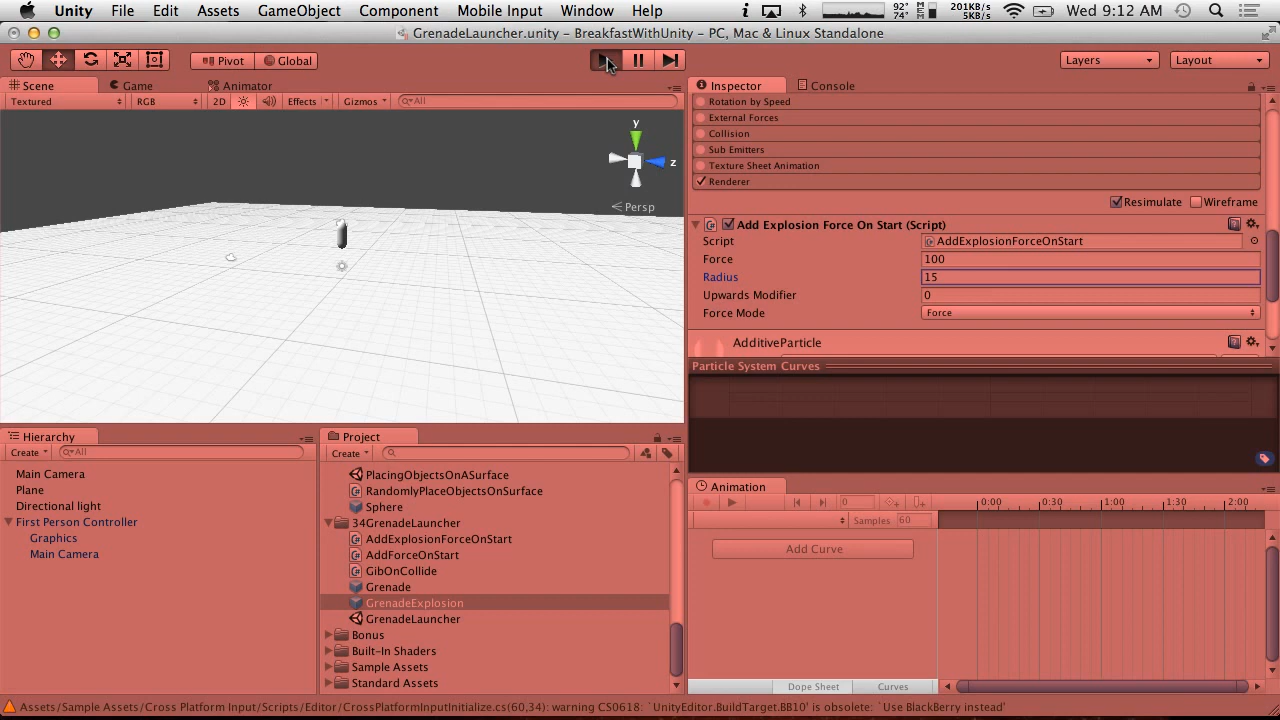 Unity File Edit Assets GameObject Component Mobile Input Window Help 92° 74° 201KB/s 5KB/s Wed 9:12 AM
GrenadeLauncher.unity – BreakfastWithUnity – PC, Mac & Linux Standalone
Pivot Global Layers Layout
Scene Game Animator
Textured RGB 2D Effects Gizmos All
y
z
Persp
Inspector Console
Rotation by Speed
External Forces
Collision
Sub Emitters
Texture Sheet Animation
Renderer
Resimulate Wireframe
Add Explosion Force On Start (Script)
Script AddExplosionForceOnStart
Force 100
Radius 15
Upwards Modifier 0
Force Mode Force
AdditiveParticle
Particle System Curves
Hierarchy
Create All
Main Camera
Plane
Directional light
First Person Controller
Graphics
Main Camera
Project
Create
PlacingObjectsOnASurface
RandomlyPlaceObjectsOnSurface
Sphere
34GrenadeLauncher
AddExplosionForceOnStart
AddForceOnStart
GibOnCollide
Grenade
GrenadeExplosion
GrenadeLauncher
Bonus
Built-In Shaders
Sample Assets
Standard Assets
Animation
0 0:00 0:30 1:00 1:30 2:00
Samples 60
Add Curve
Dope Sheet Curves
Assets/Sample Assets/Cross Platform Input/Scripts/Editor/CrossPlatformInputInitialize.cs(60,34): warning CS0618: `UnityEditor.BuildTarget.BB10' is obsolete: `Use BlackBerry instead'